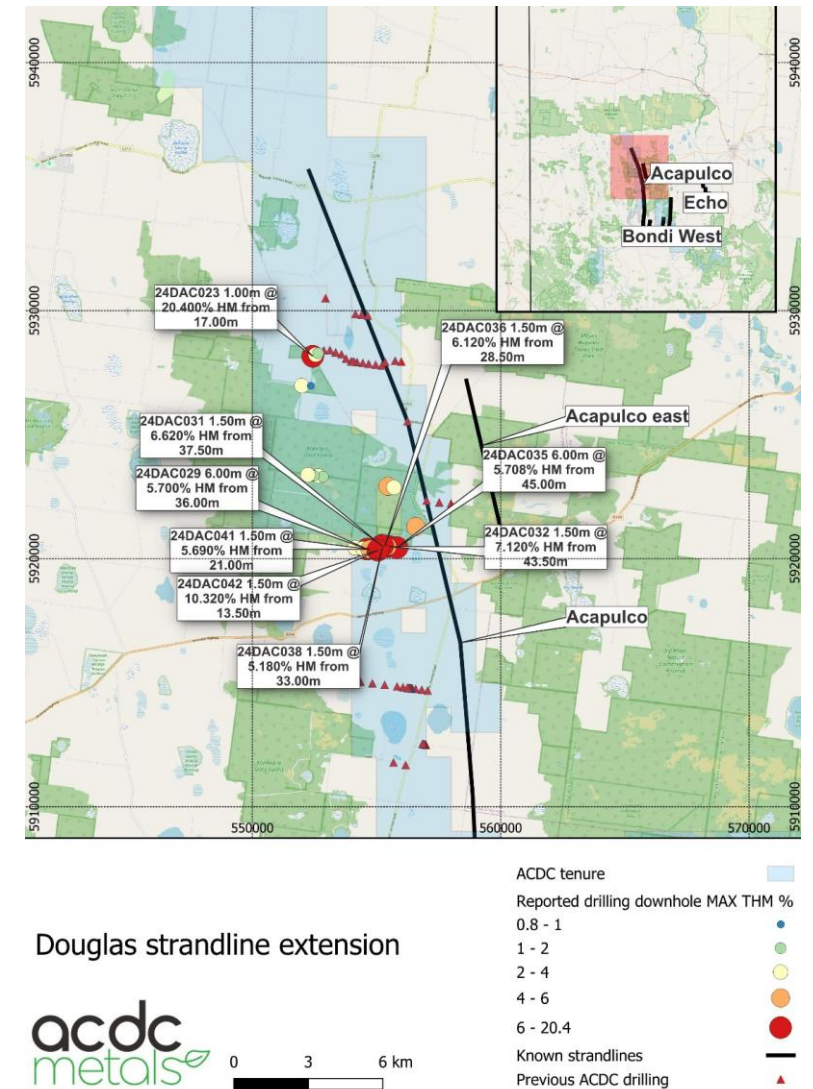 5940000
5940000
Acapulco
Echo
Bondi West
5930000
5930000
24DAC023 1.00m @
20.400% HM from
17.00m
24DAC036 1.50m @
6.120% HM from
28.50m
24DAC031 1.50m @
6.620% HM from
37.50m
Acapulco east
24DAC035 6.00m @
5.708% HM from
45.00m
24DAC029 6.00m @
5.700% HM from
36.00m
24DAC041 1.50m @
5.690% HM from
21.00m
24DAC032 1.50m @
7.120% HM from
43.50m
5920000
5920000
24DAC042 1.50m @
10.320% HM from
13.50m
Acapulco
24DAC038 1.50m @
5.180% HM from
33.00m
5910000
5910000
550000
560000
570000
ACDC tenure
Reported drilling downhole MAX THM %
0.8 - 1
1 - 2
2 - 4
4 - 6
6 - 20.4
Known strandlines
Previous ACDC drilling
Douglas strandline extension
acdc
metals
0 3 6 km